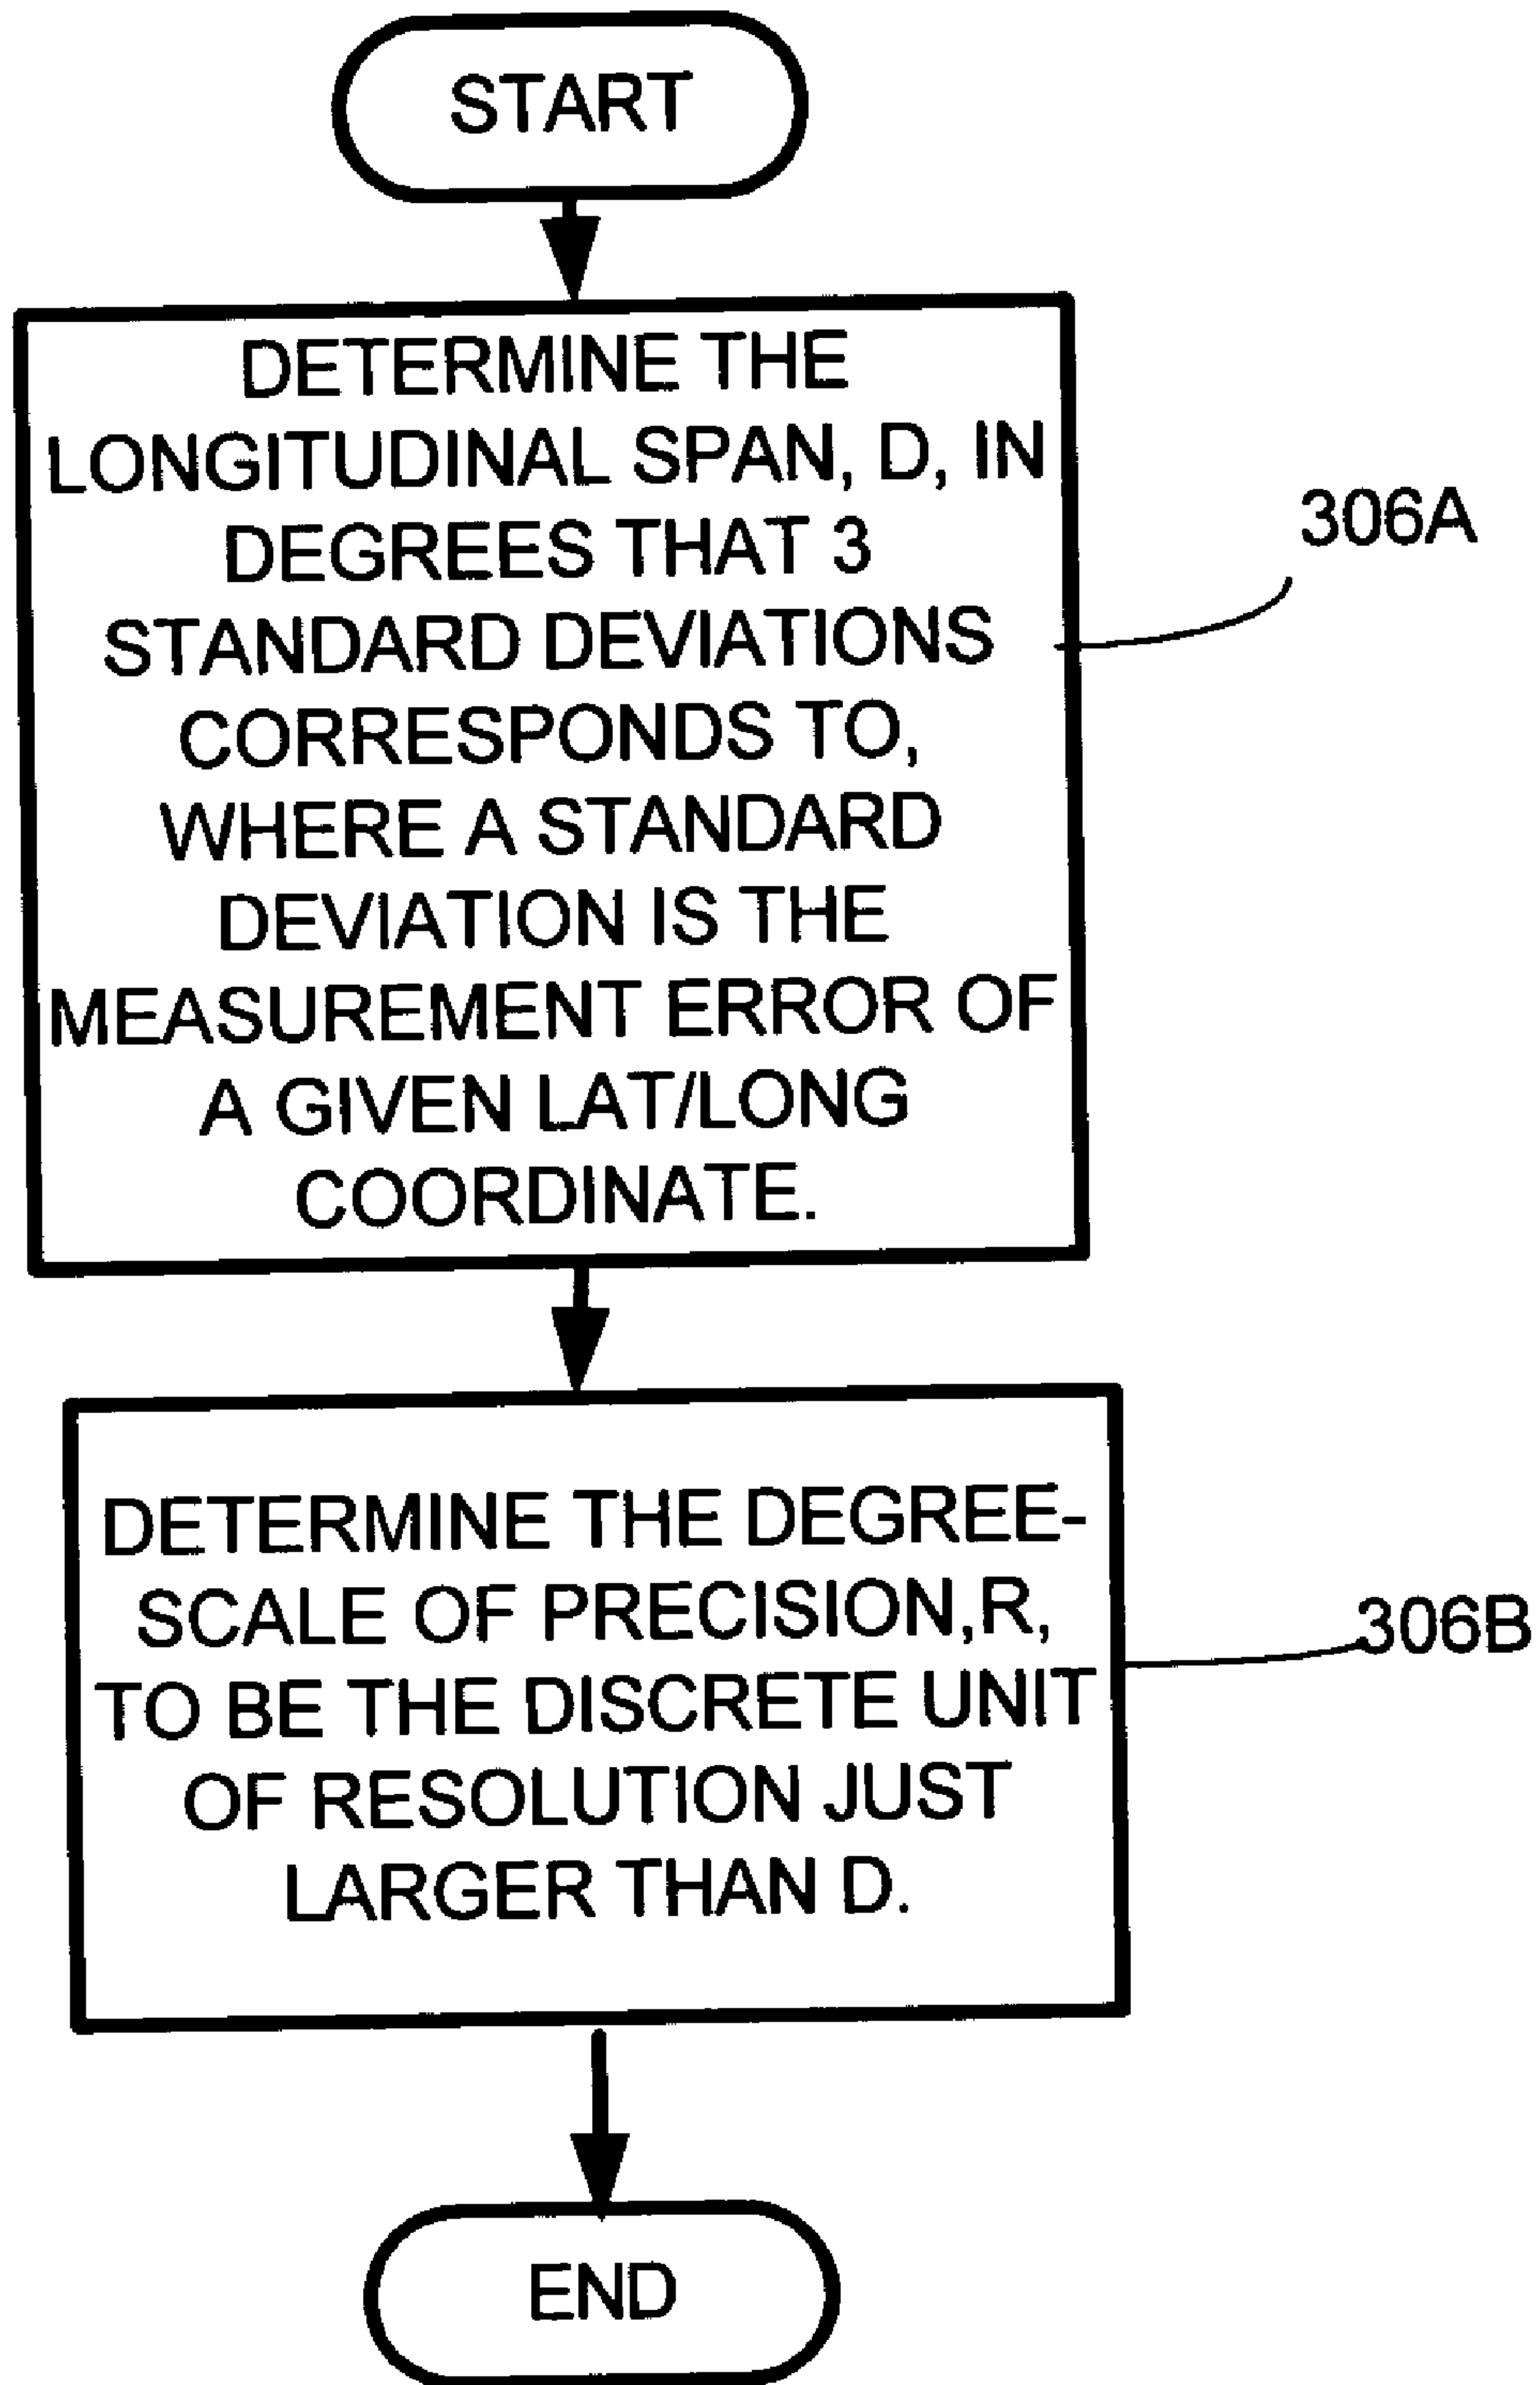 START
DETERMINE THE
LONGITUDINAL SPAN, D, IN
DEGREES THAT 3
STANDARD DEVIATIONS
CORRESPONDS TO,
WHERE A STANDARD
DEVIATION IS THE
MEASUREMENT ERROR OF
A GIVEN LAT/LONG
COORDINATE.
306A
DETERMINE THE DEGREE-
SCALE OF PRECISION,R,
TO BE THE DISCRETE UNIT
OF RESOLUTION JUST
LARGER THAN D.
306B
END